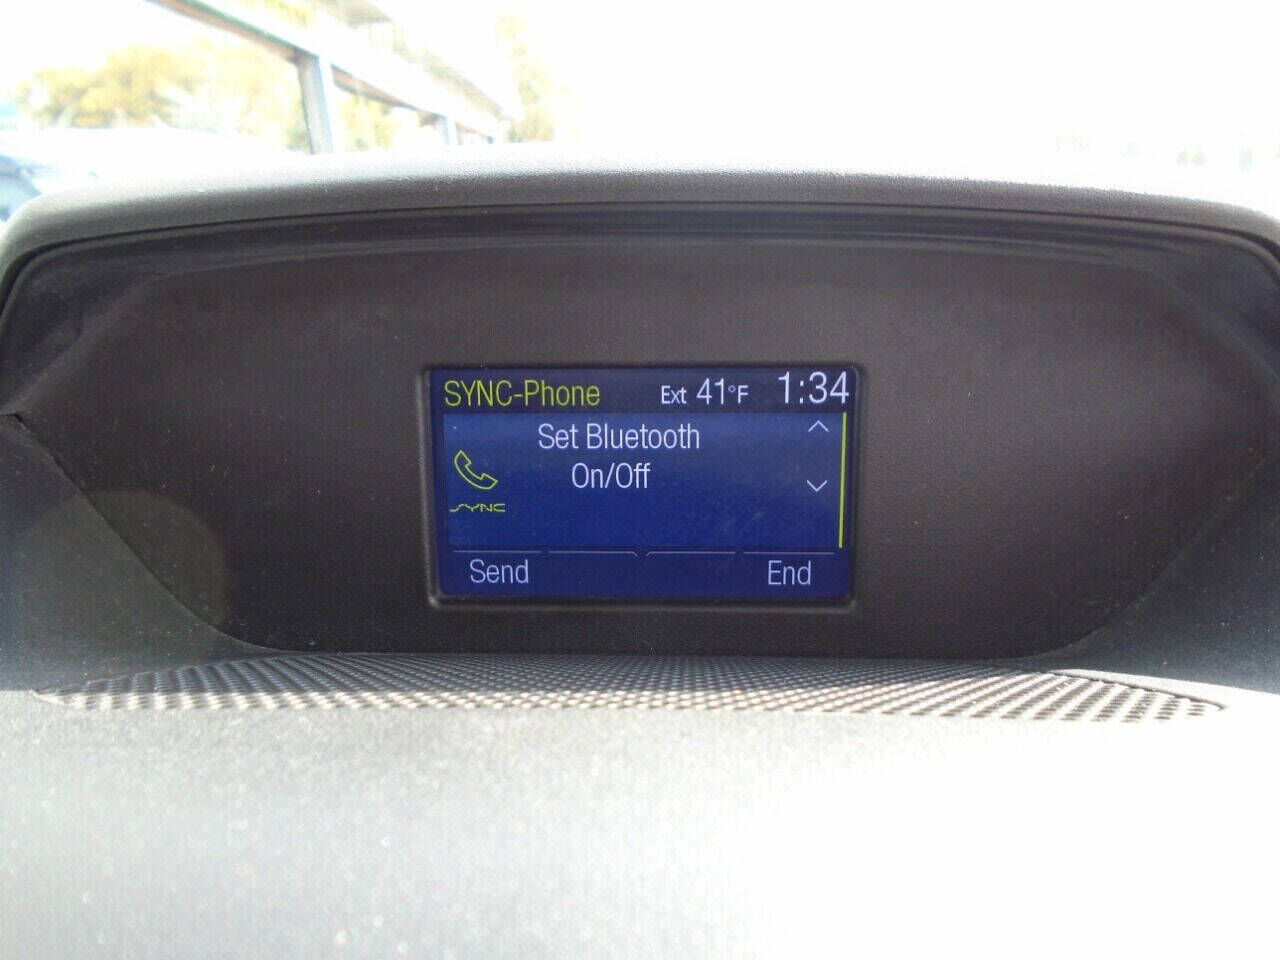 SYNC-Phone Ext 41°F 1:34
Set Bluetooth
On/Off
SYNC
Send End